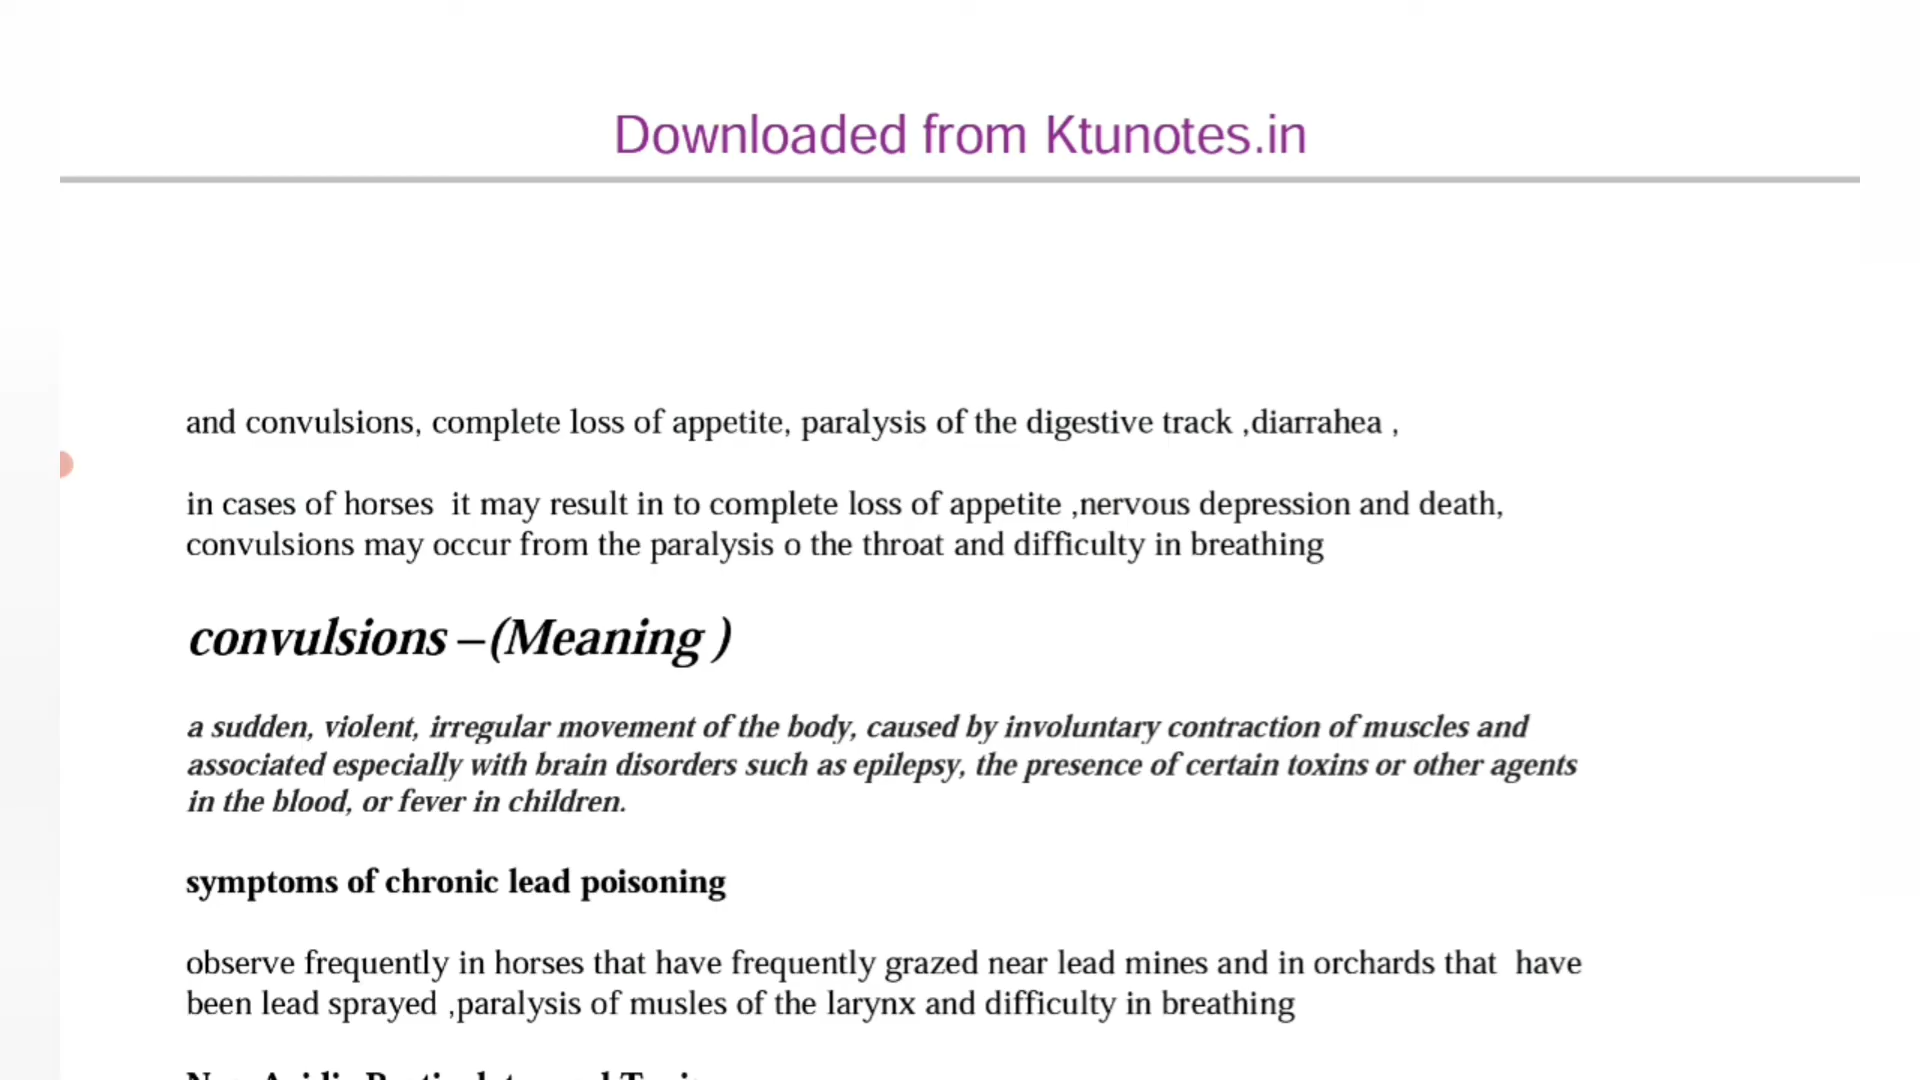 Downloaded from Ktunotes.in
and convulsions, complete loss of appetite, paralysis of the digestive track ,diarrahea ,
in cases of horses  it may result in to complete loss of appetite ,nervous depression and death,
convulsions may occur from the paralysis o the throat and difficulty in breathing
convulsions –(Meaning )
a sudden, violent, irregular movement of the body, caused by involuntary contraction of muscles and
associated especially with brain disorders such as epilepsy, the presence of certain toxins or other agents
in the blood, or fever in children.
symptoms of chronic lead poisoning
observe frequently in horses that have frequently grazed near lead mines and in orchards that  have
been lead sprayed ,paralysis of musles of the larynx and difficulty in breathing